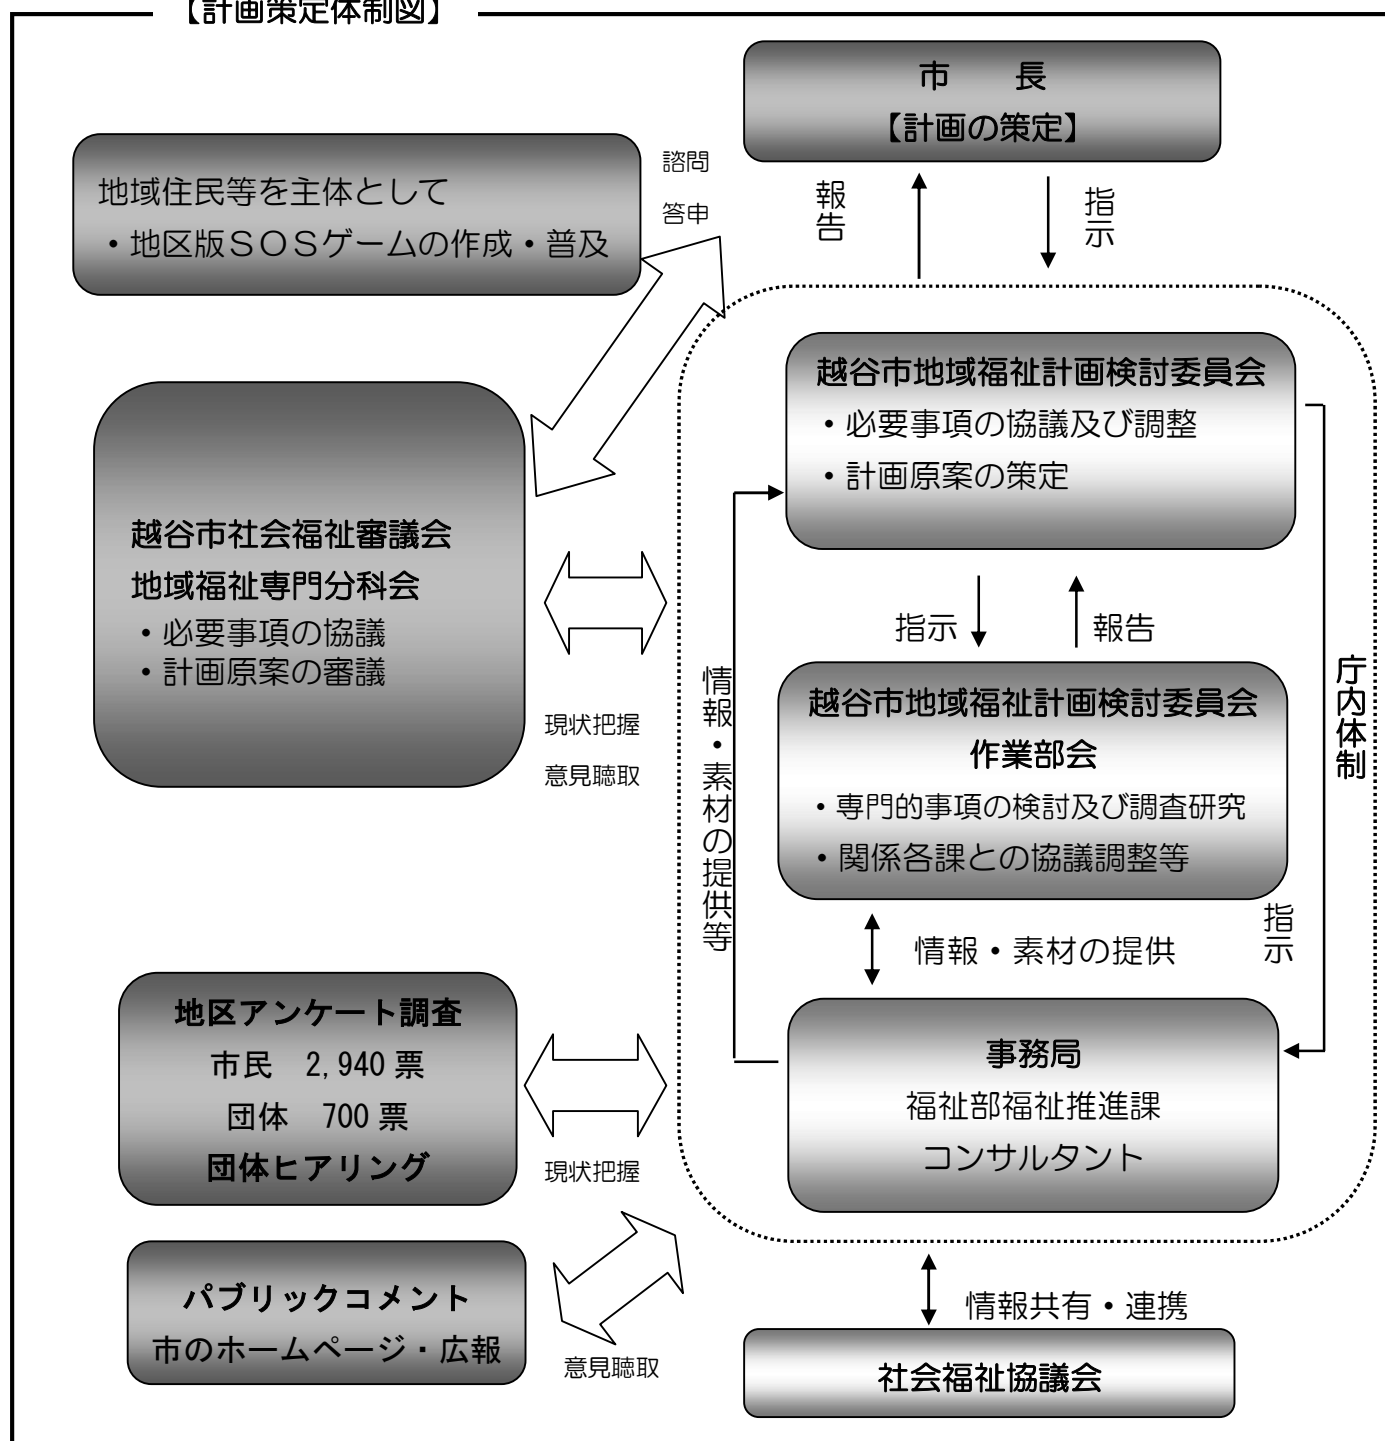 【計画策定体制図】
市　長
【計画の策定】
諮問
答申
報告
指示
地域住民等を主体として
・地区版ＳＯＳゲームの作成・普及
越谷市地域福祉計画検討委員会
・必要事項の協議及び調整
・計画原案の策定
越谷市社会福祉審議会
地域福祉専門分科会
・必要事項の協議
・計画原案の審議
指示
報告
現状把握
意見聴取
情報・素材の提供等
庁内体制
越谷市地域福祉計画検討委員会
作業部会
・専門的事項の検討及び調査研究
・関係各課との協議調整等
情報・素材の提供
指示
地区アンケート調査
市民　2,940 票
団体　700 票
団体ヒアリング
現状把握
事務局
福祉部福祉推進課
コンサルタント
パブリックコメント
市のホームページ・広報
意見聴取
情報共有・連携
社会福祉協議会